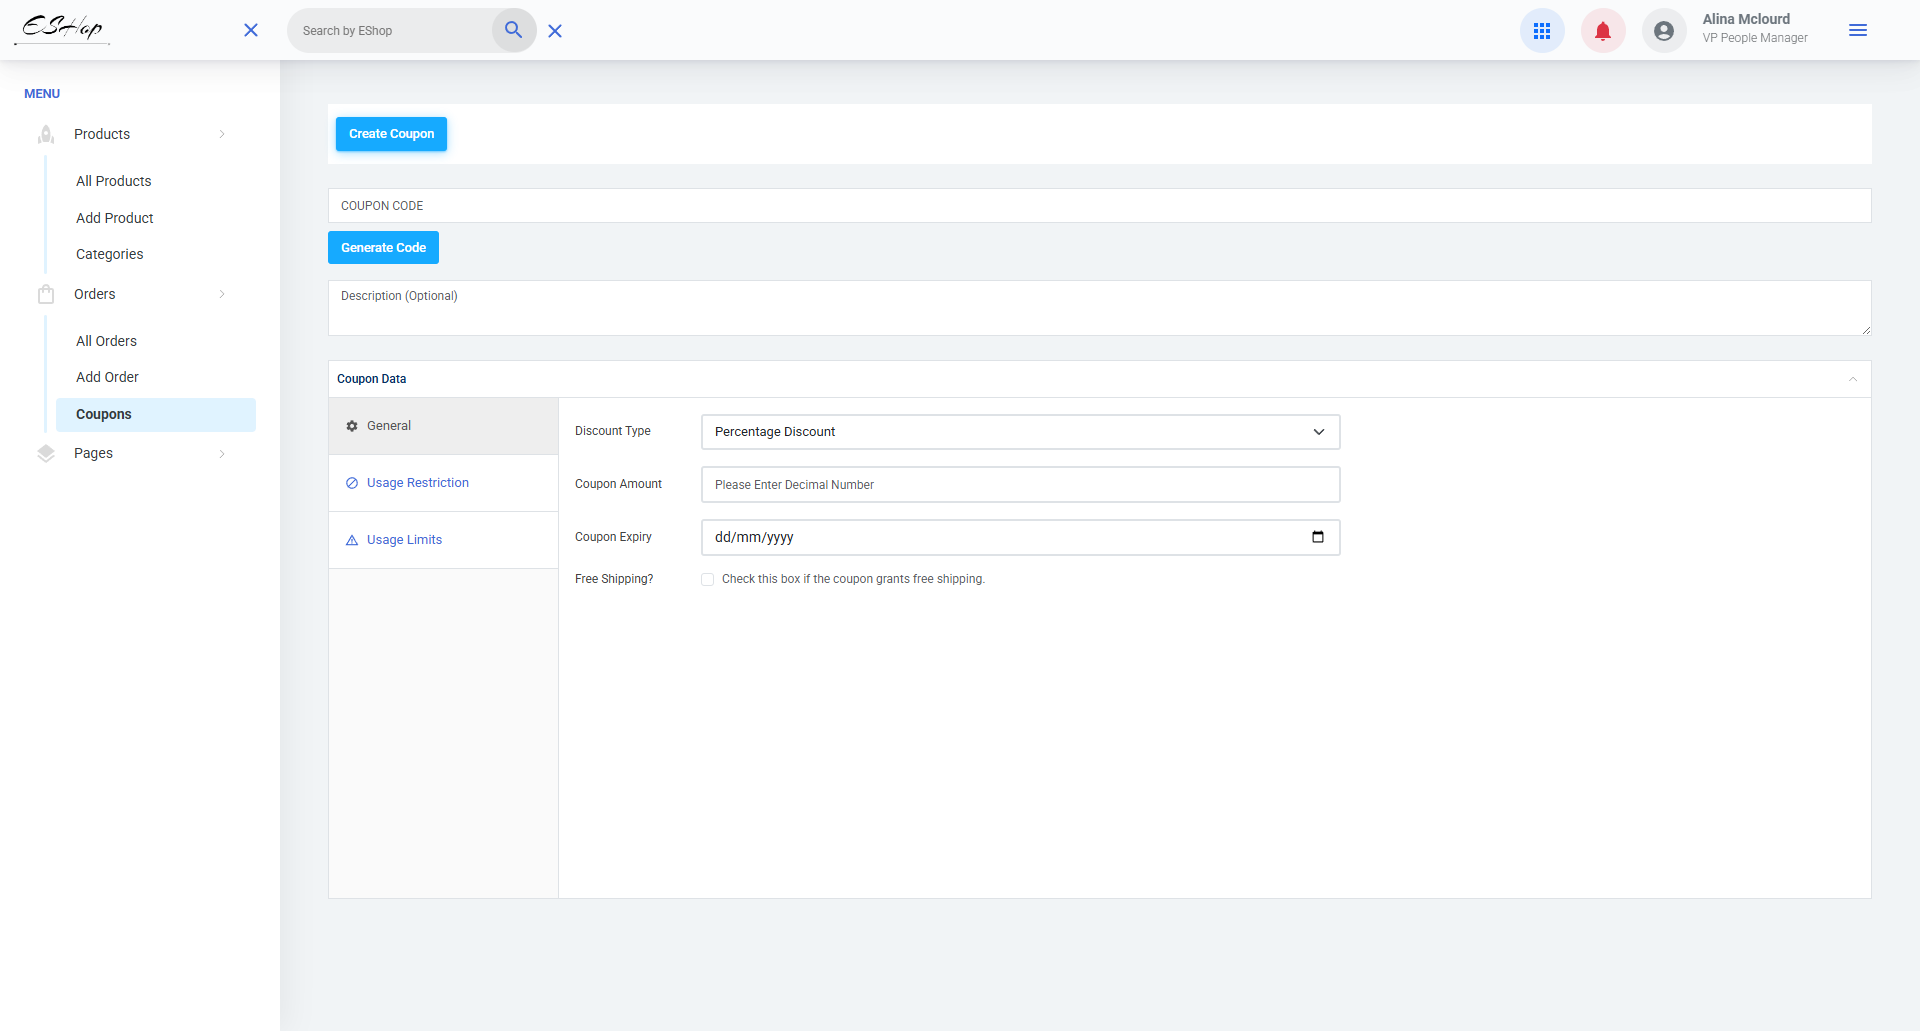 ESHop
Search by EShop
Alina Mclourd
VP People Manager
MENU
Products
All Products
Add Product
Categories
Orders
All Orders
Add Order
Coupons
Pages
Create Coupon
COUPON CODE
Generate Code
Description (Optional)
Coupon Data
General
Usage Restriction
Usage Limits
Discount Type
Percentage Discount
Coupon Amount
Please Enter Decimal Number
Coupon Expiry
dd/mm/yyyy
Free Shipping?
Check this box if the coupon grants free shipping.